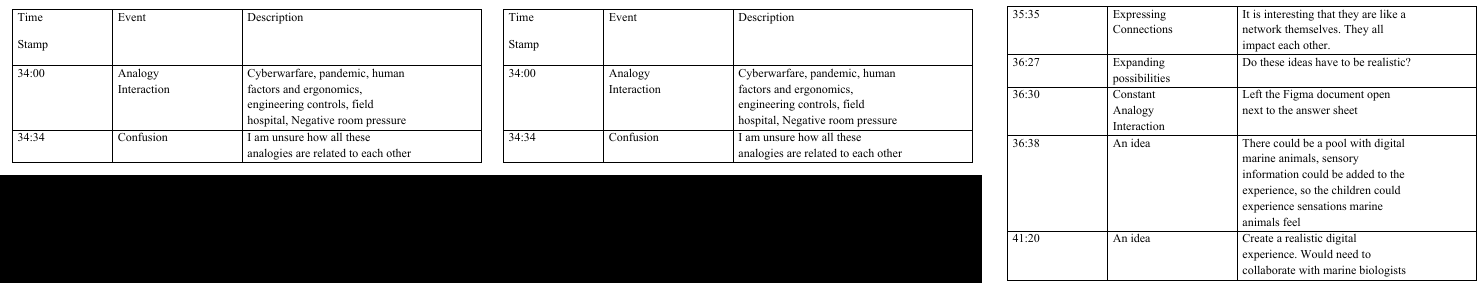 Time Event Description
Stamp
34:00 Analogy Cyberwarfare, pandemic, human
Interaction factors and ergonomics,
engineering controls, field
hospital, Negative room pressure
34:34 Confusion I am unsure how all these
analogies are related to each other
Time Event Description
Stamp
34:00 Analogy Cyberwarfare, pandemic, human
Interaction factors and ergonomics,
engineering controls, field
hospital, Negative room pressure
34:34 Confusion I am unsure how all these
analogies are related to each other
35:35 Expressing It is interesting that they are like a
Connections network themselves. They all
impact each other.
36:27 Expanding Do these ideas have to be realistic?
possibilities
36:30 Constant Left the Figma document open
Analogy next to the answer sheet
Interaction
36:38 An idea There could be a pool with digital
marine animals, sensory
information could be added to the
experience, so the children could
experience sensations marine
animals feel
41:20 An idea Create a realistic digital
experience. Would need to
collaborate with marine biologists